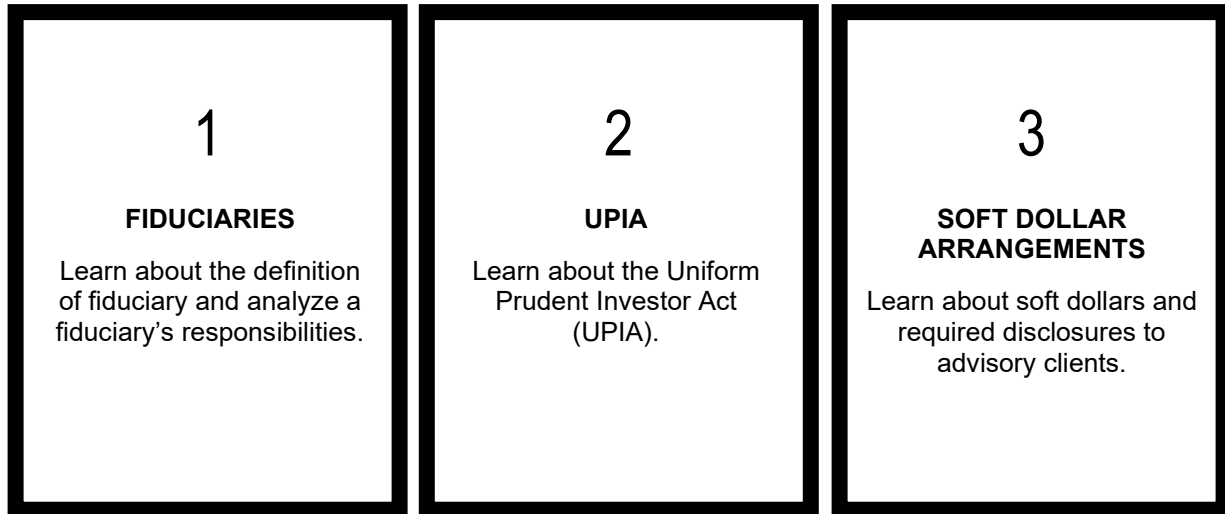 1
FIDUCIARIES
Learn about the definition
of fiduciary and analyze a
fiduciary’s responsibilities.
2
UPIA
Learn about the Uniform
Prudent Investor Act
(UPIA).
3
SOFT DOLLAR
ARRANGEMENTS
Learn about soft dollars and
required disclosures to
advisory clients.